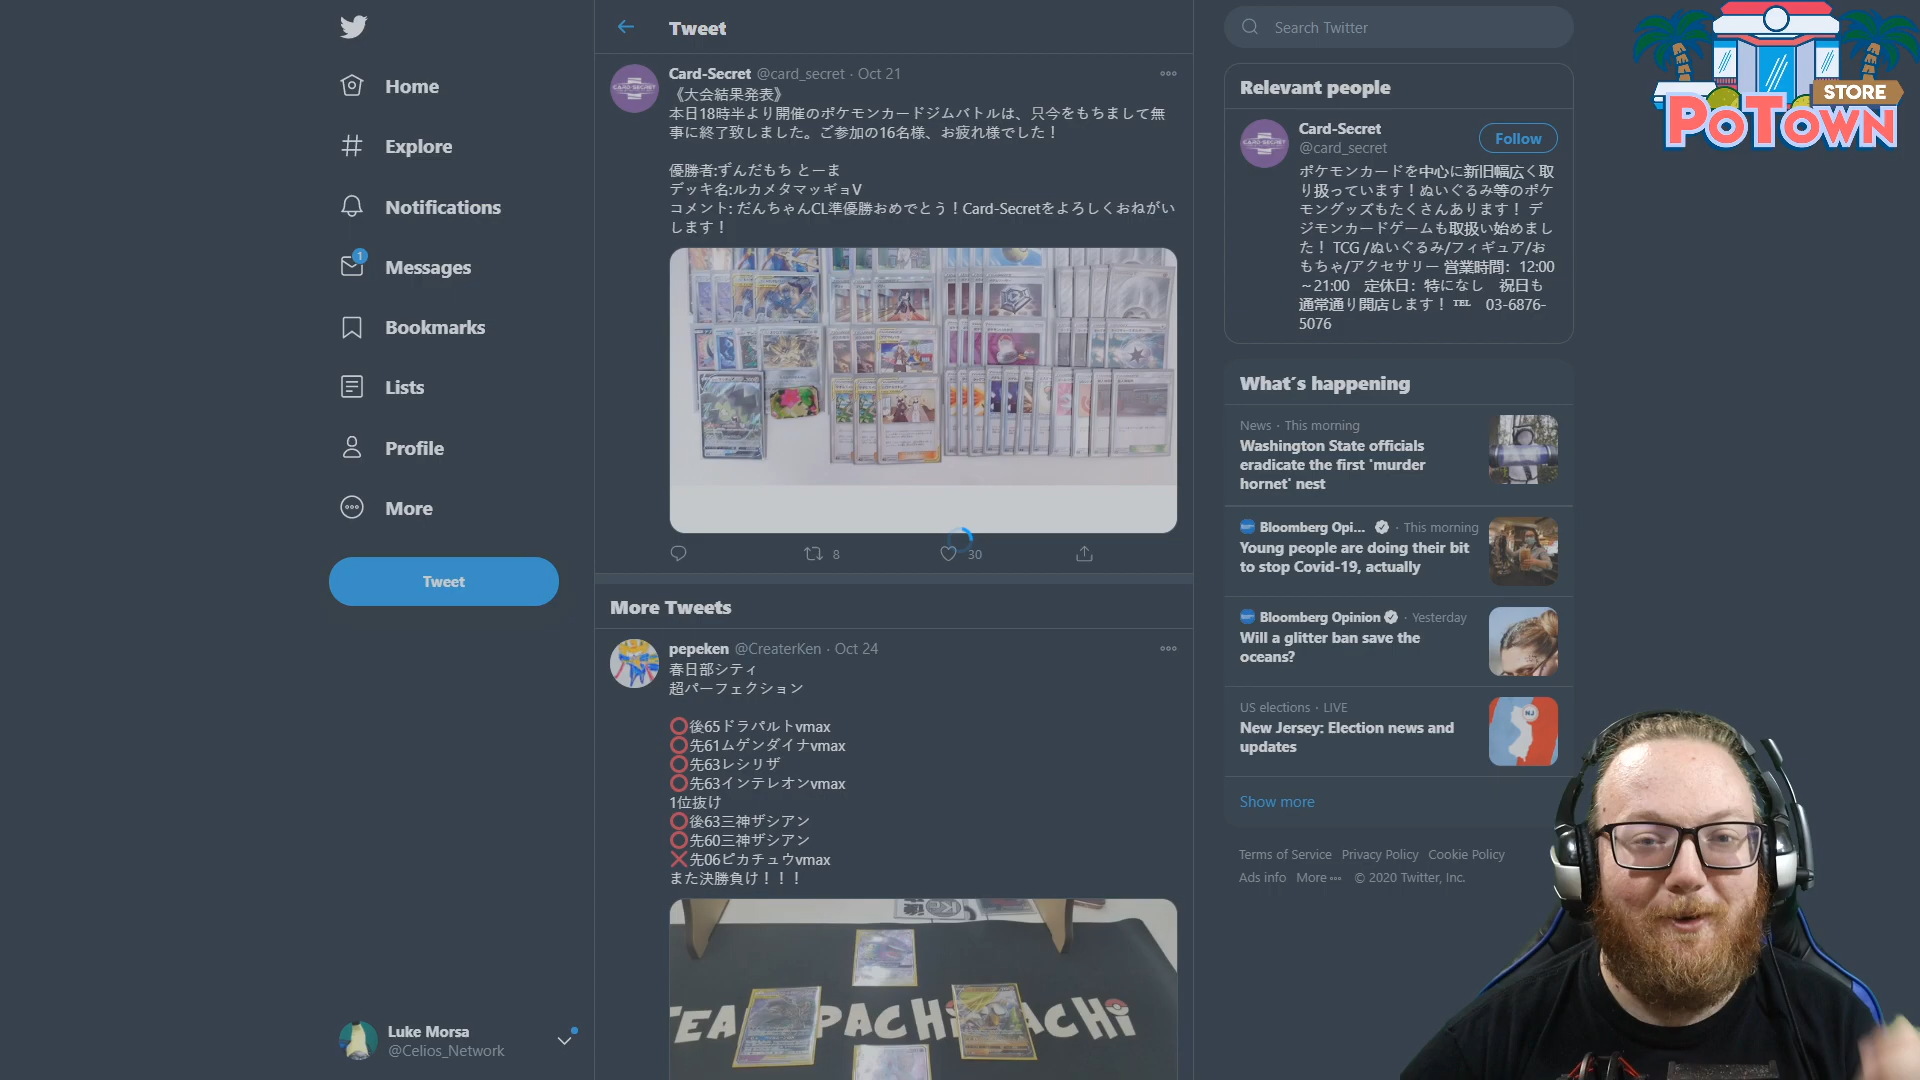 Home
Explore
Notifications
1
Messages
Bookmarks
Lists
Profile
More
Tweet
Luke Morsa
@Celios_Network
Tweet
Card-Secret @card_secret · Oct 21
《大会結果発表》
本日18時半より開催のポケモンカードジムバトルは、只今をもちまして無
事に終了致しました。ご参加の16名様、お疲れ様でした！
優勝者:ずんだもち とーま
デッキ名:ルカメタマッギョV
コメント: だんちゃんCL準優勝おめでとう！Card-Secretをよろしくおねがい
します！
8
30
More Tweets
pepeken @CreaterKen · Oct 24
春日部シティ
超パーフェクション
⭕後65ドラパルトvmax
⭕先61ムゲンダイナvmax
⭕先63レシリザ
⭕先63インテレオンvmax
1位抜け
⭕後63三神ザシアン
⭕先60三神ザシアン
❌先06ピカチュウvmax
また決勝負け！！！
TEAM PACHIPACHI
Search Twitter
Relevant people
CARD-SECRET
Card-Secret
@card_secret
Follow
ポケモンカードを中心に新旧幅広く取
り扱っています！ぬいぐるみ等のポケ
モングッズもたくさんあります！ デ
ジモンカードゲームも取扱い始めまし
た！ TCG /ぬいぐるみ/フィギュア/お
もちゃ/アクセサリー 営業時間：12:00
～21:00　定休日：特になし　祝日も
通常通り開店します！ ℡　03-6876-
5076
What's happening
News · This morning
Washington State officials
eradicate the first 'murder
hornet' nest
Bloomberg Opi... · This morning
Young people are doing their bit
to stop Covid-19, actually
Bloomberg Opinion · Yesterday
Will a glitter ban save the
oceans?
US elections · LIVE
New Jersey: Election news and
updates
NJ
Show more
Terms of Service Privacy Policy Cookie Policy
Ads info More © 2020 Twitter, Inc.
STORE
PoTown